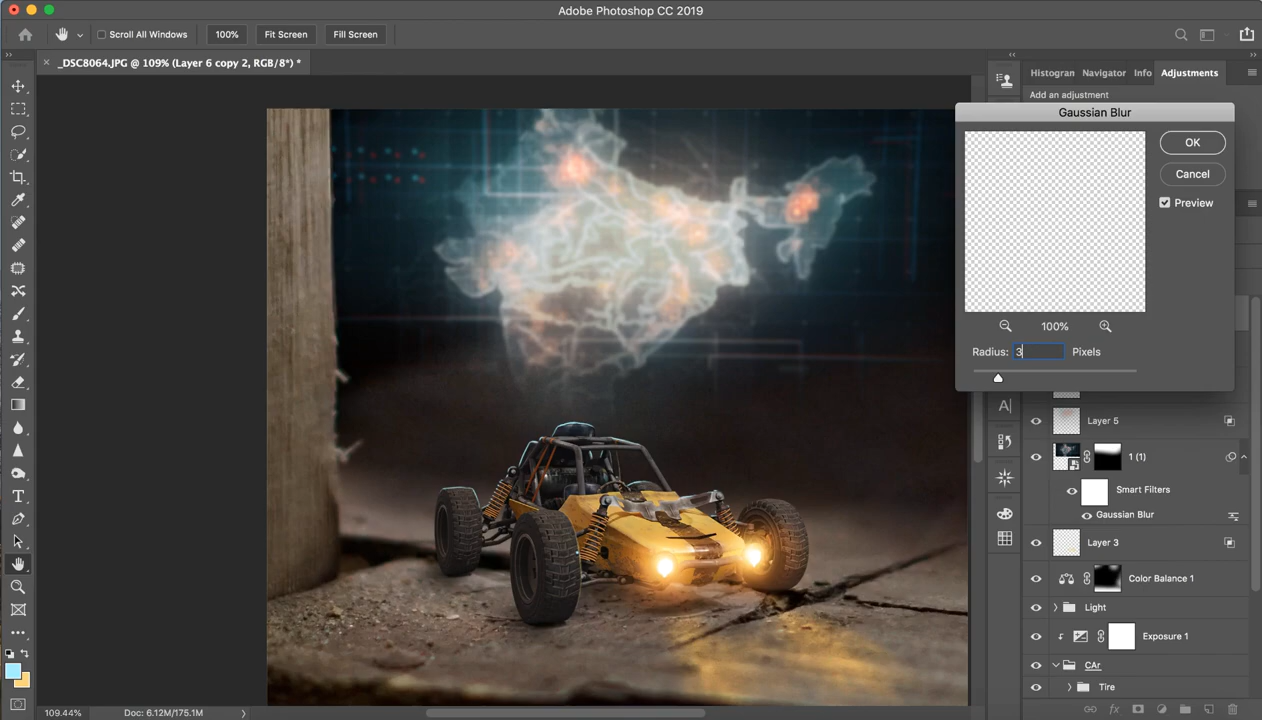 Adobe Photoshop CC 2019
Scroll All Windows
100%
Fit Screen
Fill Screen
_DSC8064.JPG @ 109% (Layer 6 copy 2, RGB/8*) *
Histogran
Navigator
Info
Adjustments
Add an adjustment
Gaussian Blur
OK
Cancel
Preview
100%
Radius: 3 Pixels
Layer 5
1 (1)
Smart Filters
Gaussian Blur
Layer 3
Color Balance 1
Light
Exposure 1
CAr
Tire
109.44%
Doc: 6.12M/175.1M